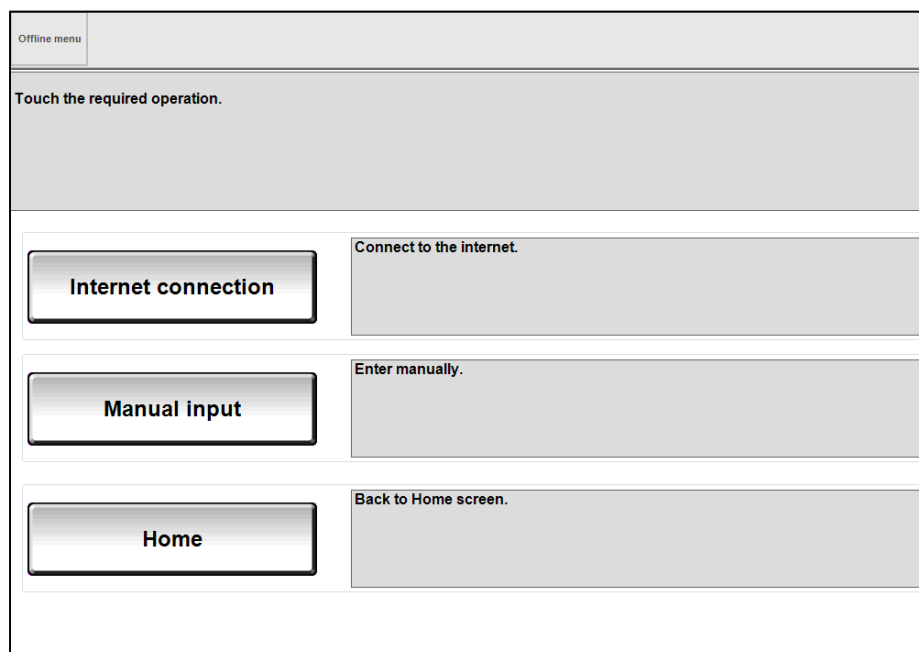 Offline menu
Touch the required operation.
Internet connection
Connect to the internet.
Manual input
Enter manually.
Home
Back to Home screen.